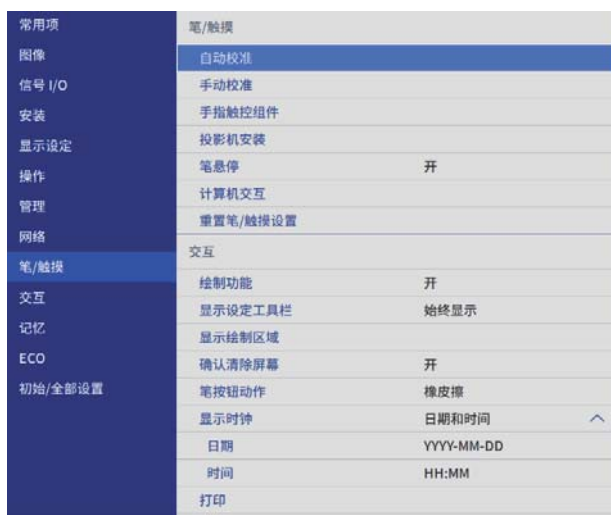 常用项
图像
信号 I/O
安装
显示设定
操作
管理
网络
笔/触摸
交互
记忆
ECO
初始/全部设置
笔/触摸
自动校准
手动校准
手指触控组件
投影机安装
笔悬停 开
计算机交互
重置笔/触摸设置
交互
绘制功能 开
显示设定工具栏 始终显示
显示绘制区域
确认清除屏幕 开
笔按钮动作 橡皮擦
显示时钟 日期和时间
日期 YYYY-MM-DD
时间 HH:MM
打印